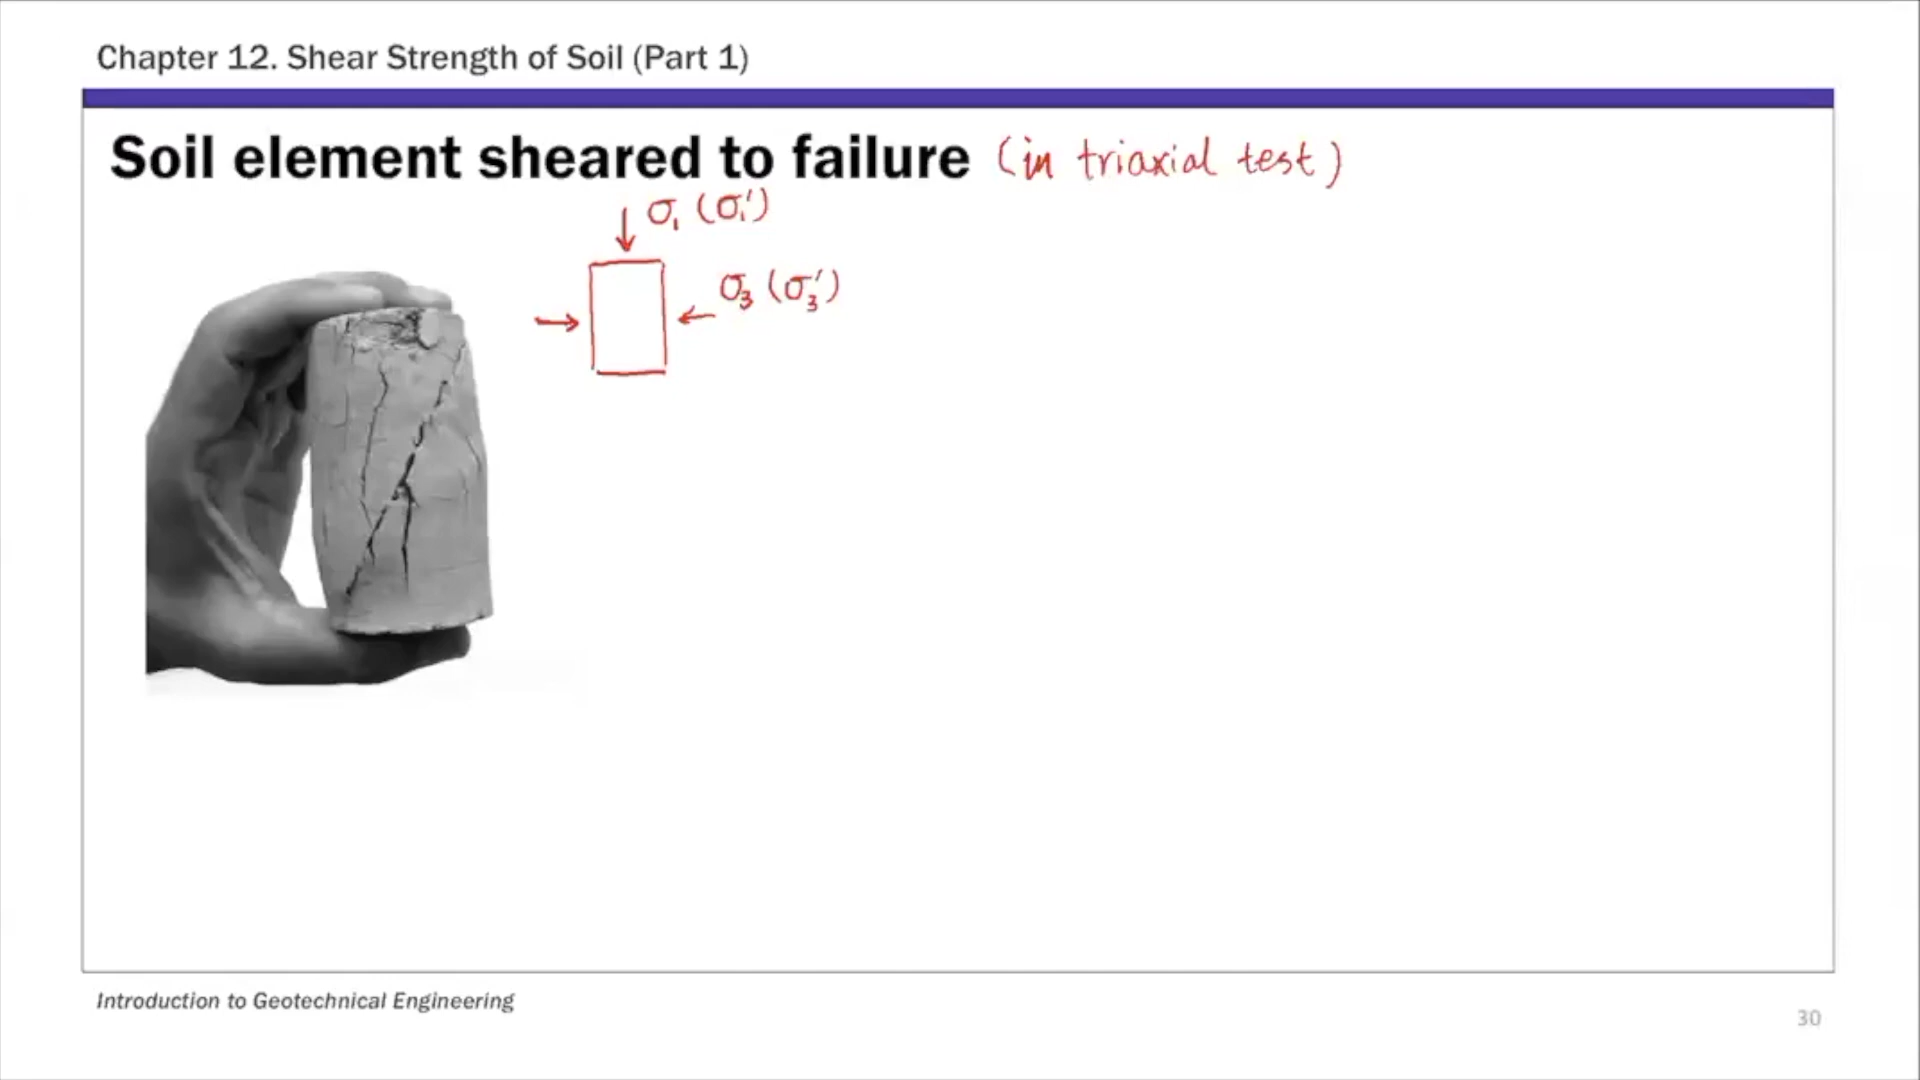 Chapter 12. Shear Strength of Soil (Part 1)
Soil element sheared to failure (in triaxial test)
σ₁ (σ₁')
σ₃ (σ₃')
Introduction to Geotechnical Engineering
30